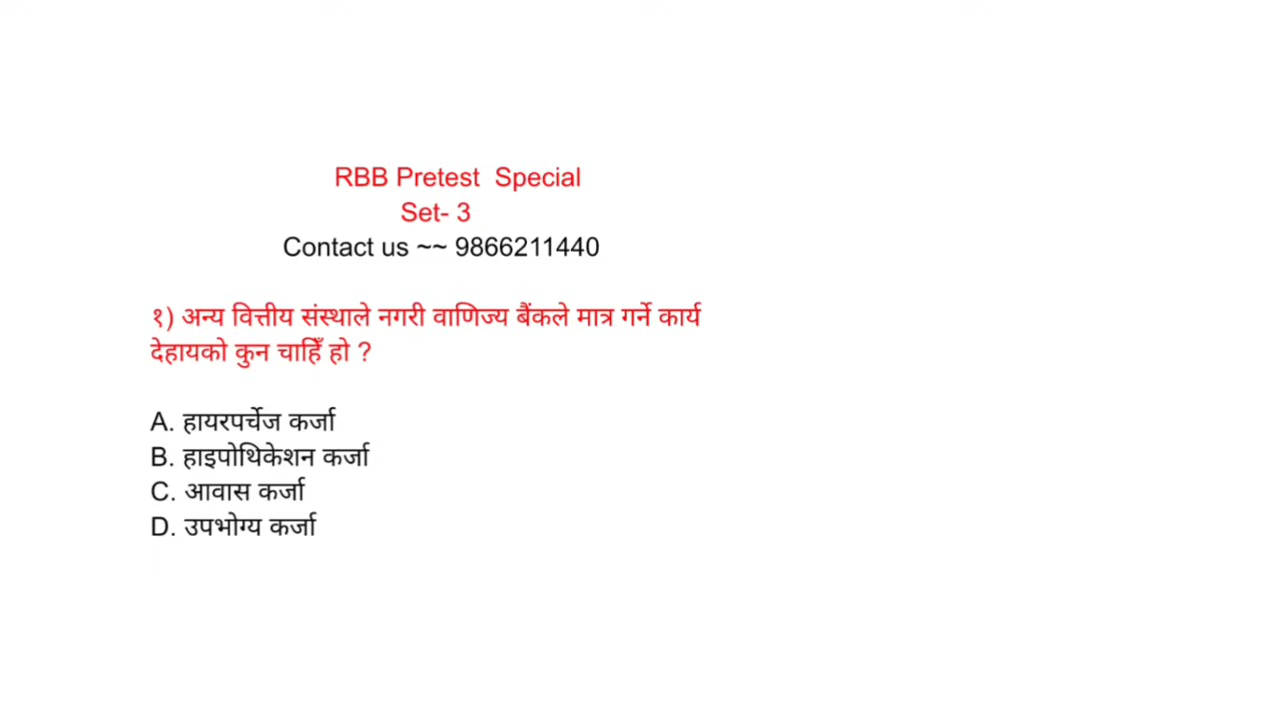 RBB Pretest Special
Set- 3
Contact us ~~ 9866211440
१) अन्य वित्तीय संस्थाले नगरी वाणिज्य बैंकले मात्र गर्ने कार्य
देहायको कुन चाहिँ हो ?
A. हायरपर्चेज कर्जा
B. हाइपोथिकेशन कर्जा
C. आवास कर्जा
D. उपभोग्य कर्जा